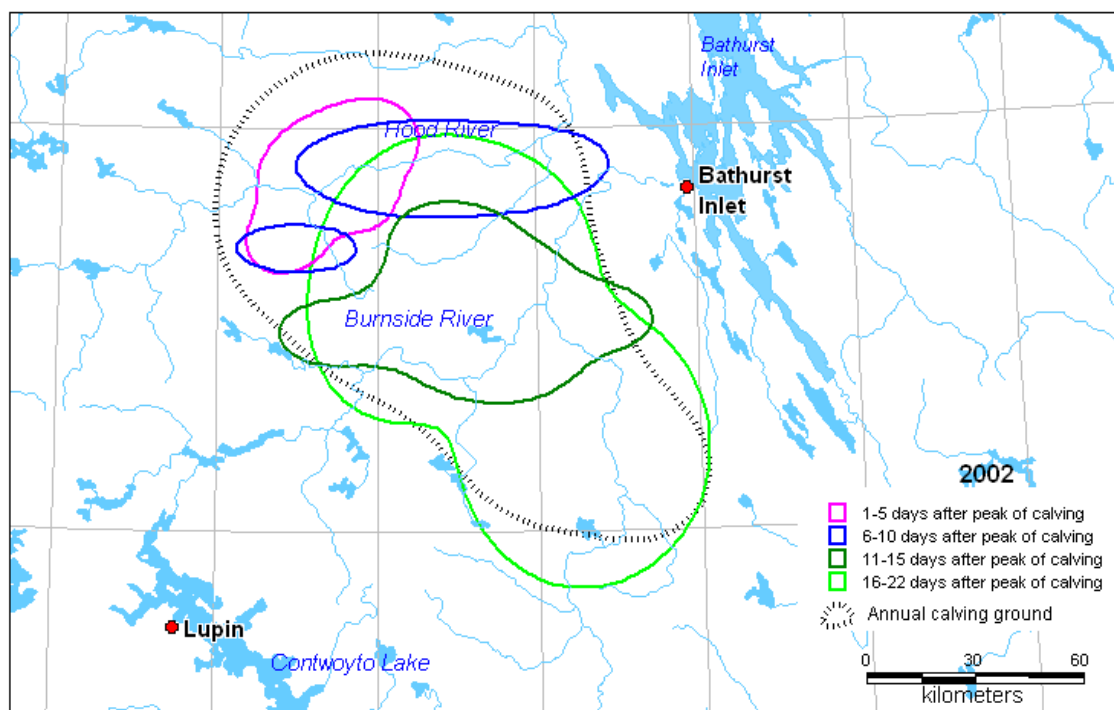 Bathurst
Inlet
Hood River
Bathurst
Inlet
Burnside River
2002
1-5 days after peak of calving
6-10 days after peak of calving
11-15 days after peak of calving
16-22 days after peak of calving
Annual calving ground
Lupin
Contwoyto Lake
0 30 60
kilometers